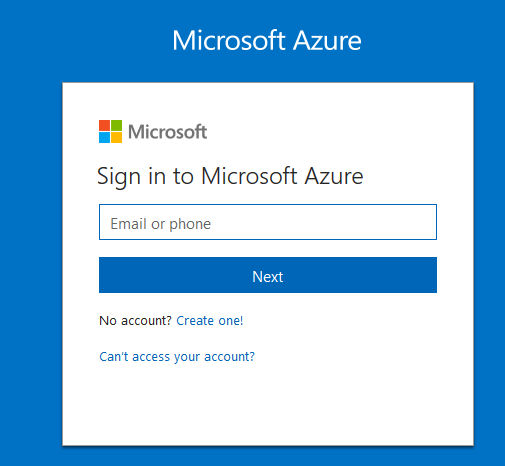 Microsoft Azure
Microsoft
Sign in to Microsoft Azure
Email or phone
Next
No account? Create one!
Can't access your account?